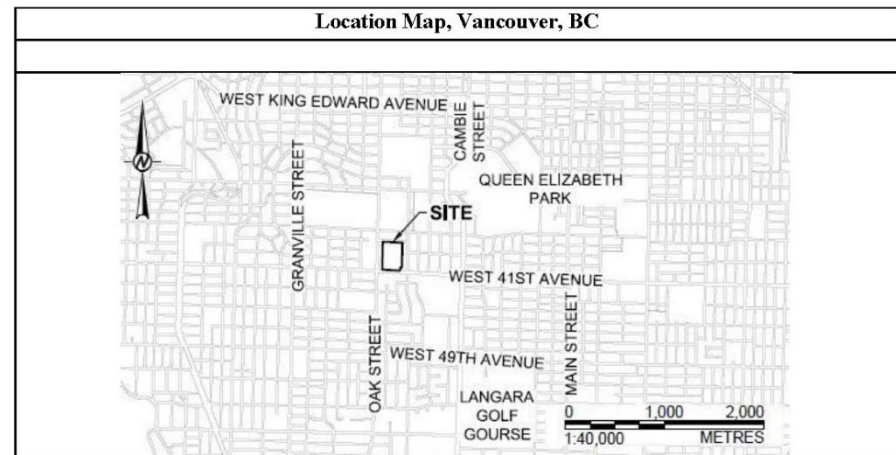 Location Map, Vancouver, BC
WEST KING EDWARD AVENUE
CAMBIE
STREET
GRANVILLE STREET
QUEEN ELIZABETH
PARK
N
SITE
WEST 41ST AVENUE
OAK STREET
WEST 49TH AVENUE
MAIN STREET
LANGARA
GOLF
GOURSE
0 1,000 2,000
1:40,000 METRES